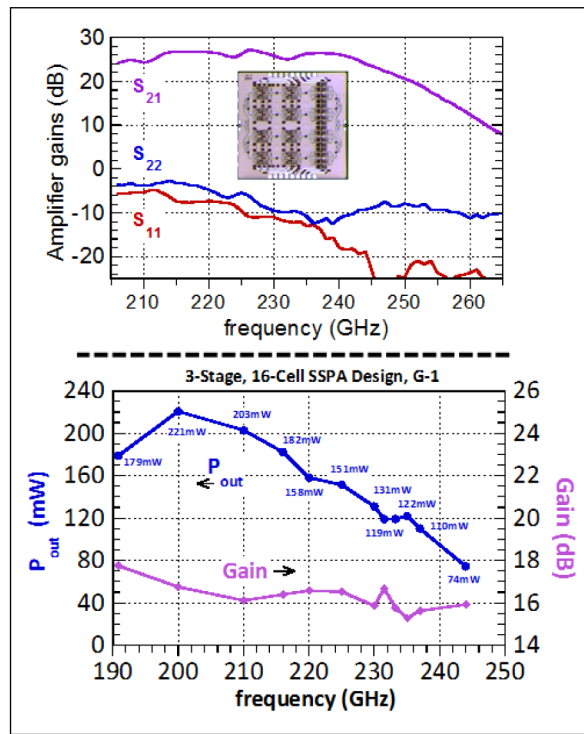 30
20
10
0
-10
-20
Amplifier gains (dB)
S21
S22
S11
210 220 230 240 250 260
frequency (GHz)
3-Stage, 16-Cell SSPA Design, G-1
240
200
160
120
80
40
0
P_out (mW)
26
24
22
20
18
16
14
Gain (dB)
179mW
221mW
203mW
182mW
158mW
151mW
131mW
119mW
122mW
110mW
74mW
Pout
←
Gain →
190 200 210 220 230 240 250
frequency (GHz)